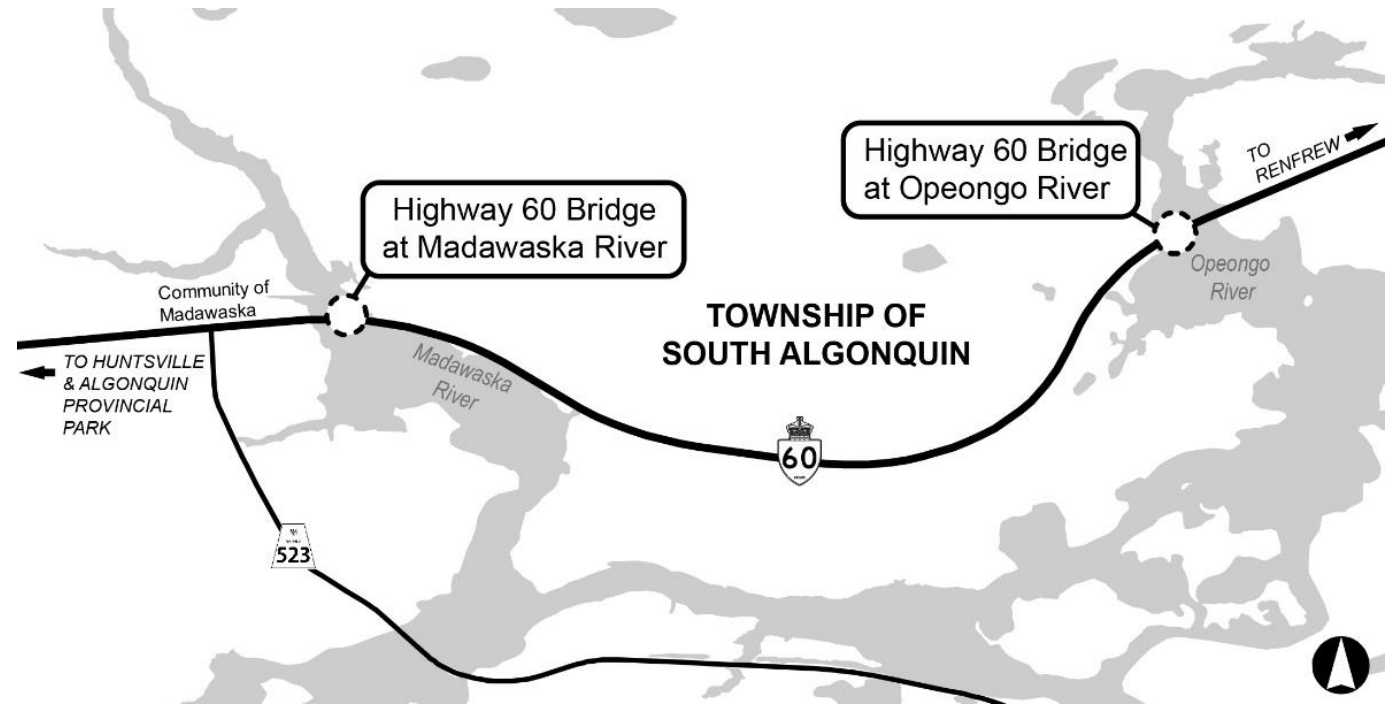 Highway 60 Bridge
at Opeongo River
TO
RENFREW
Highway 60 Bridge
at Madawaska River
Opeongo
River
Community of
Madawaska
TOWNSHIP OF
SOUTH ALGONQUIN
Madawaska
River
TO HUNTSVILLE
& ALGONQUIN
PROVINCIAL
PARK
60
523